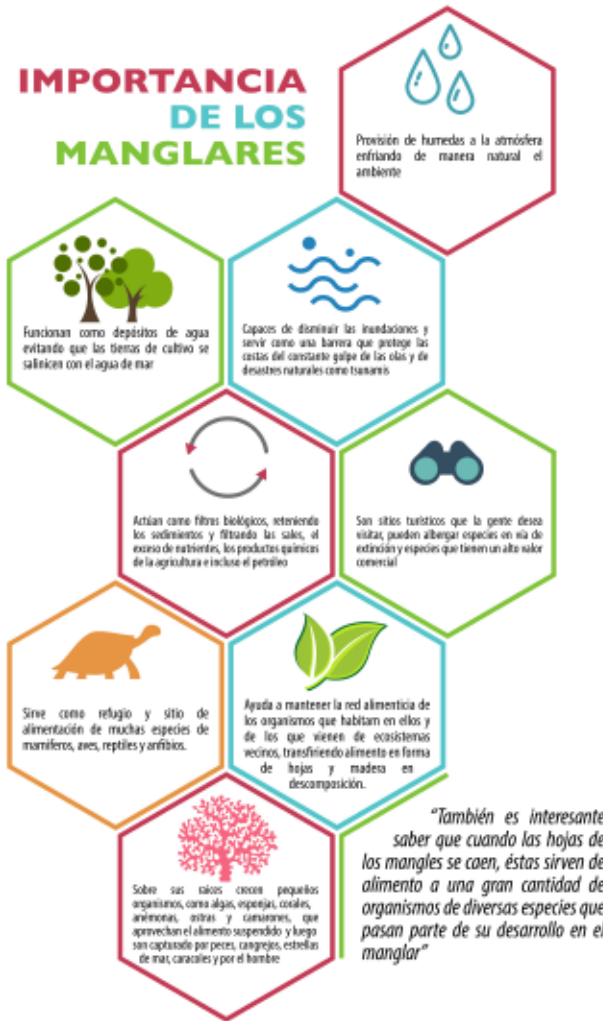 IMPORTANCIA
DE LOS
MANGLARES
Provisión de humedas a la atmósfera
enfriando de manera natural el
ambiente
Funcionan como depósitos de agua
evitando que las tierras de cultivo se
salinicen con el agua de mar
Capaces de disminuir las inundaciones y
servir como una barrera que protege las
costas del constante golpe de las olas y de
desastres naturales como tsunamis
Actúan como filtros biológicos, reteniendo
los sedimentos y filtrando las sales, el
exceso de nutrientes, los productos químicos
de la agricultura e incluso el petróleo
Son sitios turísticos que la gente desea
visitar, pueden albergar especies en vía de
extinción y especies que tienen un alto valor
comercial
Sirve como refugio y sitio de
alimentación de muchas especies de
mamíferos, aves, reptiles y anfibios.
Ayuda a mantener la red alimenticia de
los organismos que habitam en ellos y
de los que vienen de ecosistemas
vecinos, transfiriendo alimento en forma
de hojas y madera en
descomposición.
Sobre sus raíces crecen pequeños
organismos, como algas, esponjas, corales,
anémonas, ostras y camarones, que
aprovechan el alimento suspendido y luego
son capturado por peces, cangrejos, estrellas
de mar, caracoles y por el hombre
"También es interesante
saber que cuando las hojas de
los mangles se caen, éstas sirven de
alimento a una gran cantidad de
organismos de diversas especies que
pasan parte de su desarrollo en el
manglar"